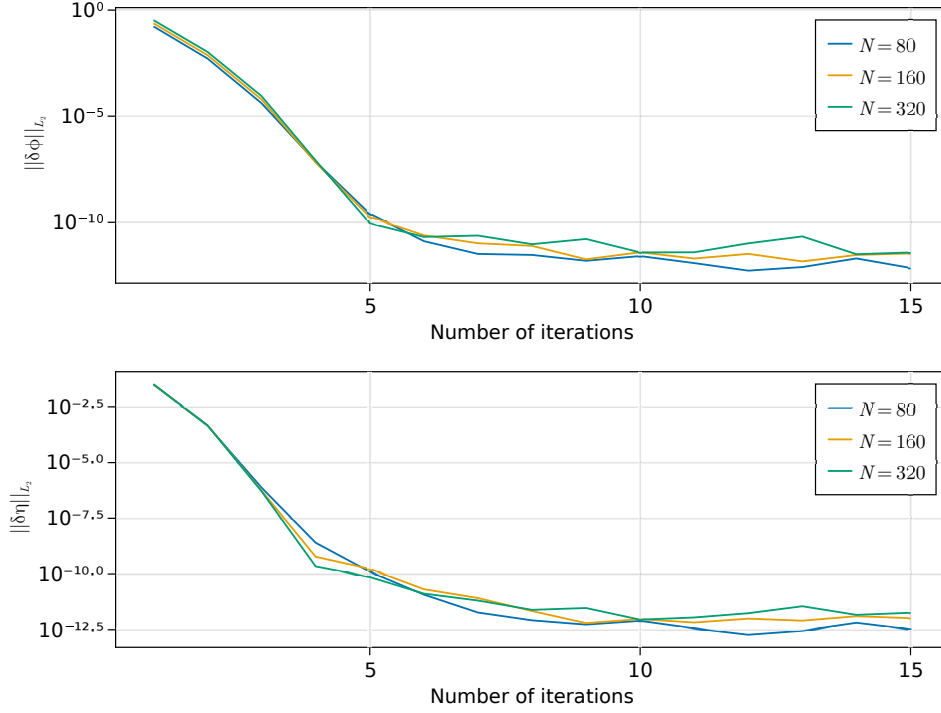 10⁰
10⁻⁵
10⁻¹⁰
||δϕ||_{L₂}
N = 80
N = 160
N = 320
5
10
15
Number of iterations
10⁻²·⁵
10⁻⁵·⁰
10⁻⁷·⁵
10⁻¹⁰·⁰
10⁻¹²·⁵
||δη||_{L₂}
N = 80
N = 160
N = 320
5
10
15
Number of iterations